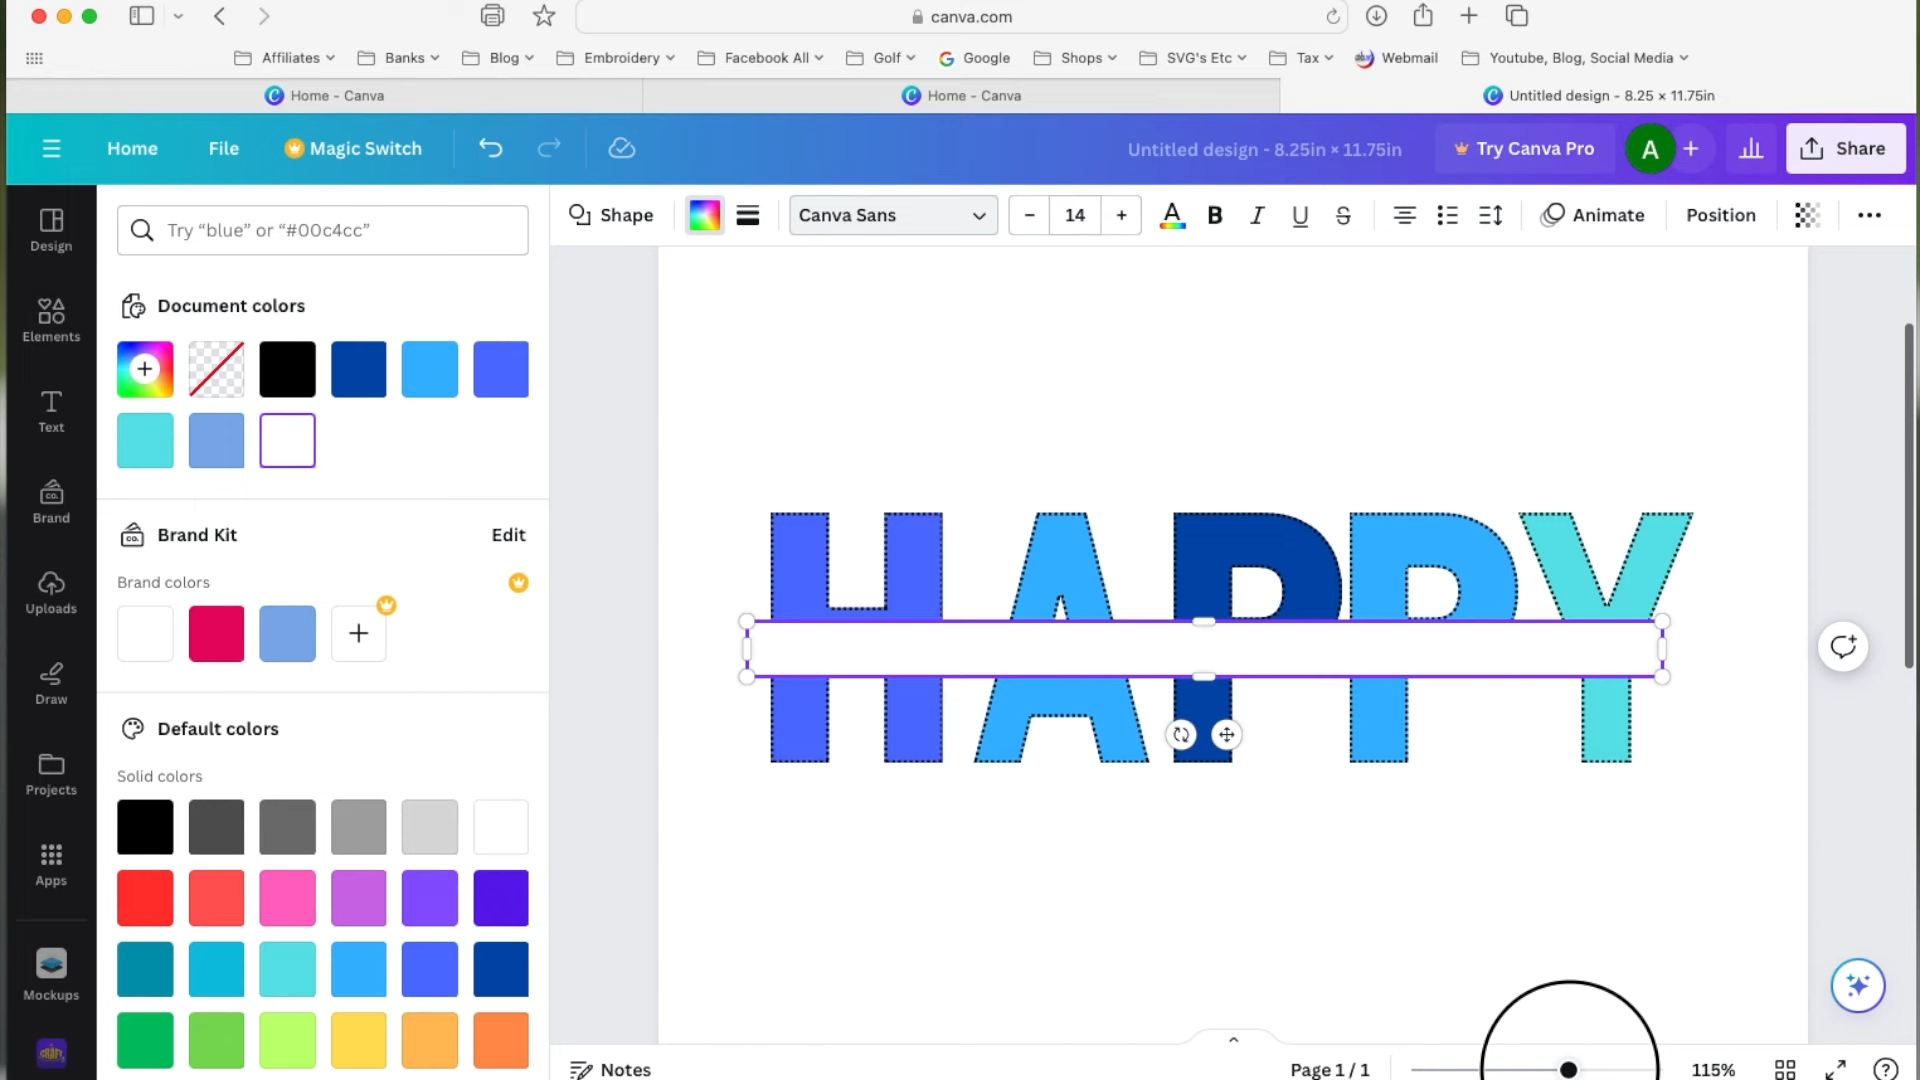 canva.com
Affiliates Banks Blog Embroidery Facebook All Golf Google Shops SVG's Etc Tax Webmail Youtube, Blog, Social Media
Home - Canva Home - Canva Untitled design - 8.25 × 11.75in
Home File Magic Switch Untitled design - 8.25in × 11.75in Try Canva Pro A Share
Try “blue” or “#00c4cc” Shape Canva Sans 14 A B I U S Animate Position
Design
Elements
Text
Brand
Uploads
Draw
Projects
Apps
Mockups
CRAFT
Document colors
Brand Kit Edit
Brand colors
Default colors
Solid colors
HAPPY
Notes Page 1 / 1 115%